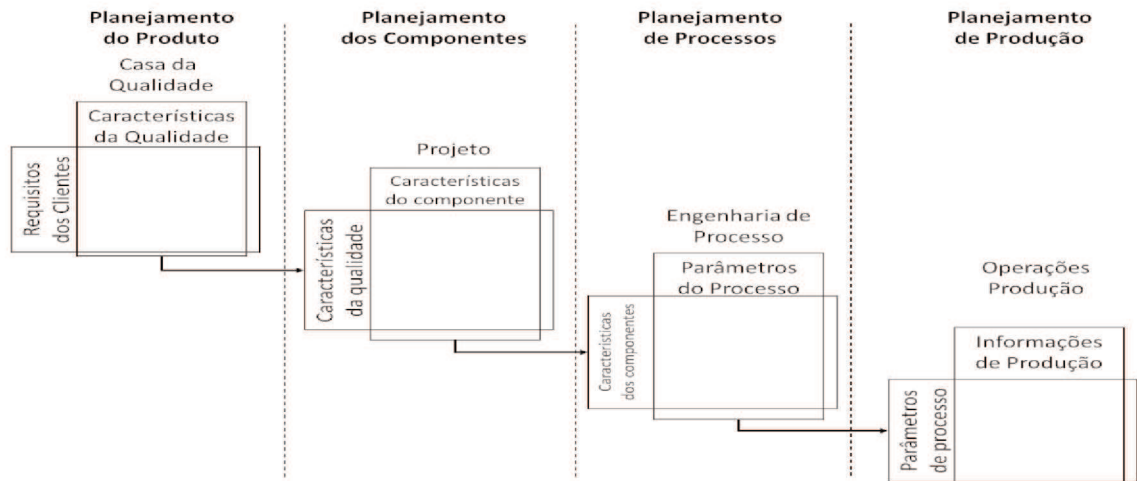 Planejamento
do Produto
Planejamento
dos Componentes
Planejamento
de Processos
Planejamento
de Produção
Casa da
Qualidade
Características
da Qualidade
Requisitos
dos Clientes
Projeto
Características
do componente
Características
da qualidade
Engenharia de
Processo
Parâmetros
do Processo
Características
dos componentes
Operações
Produção
Informações
de Produção
Parâmetros
de processo